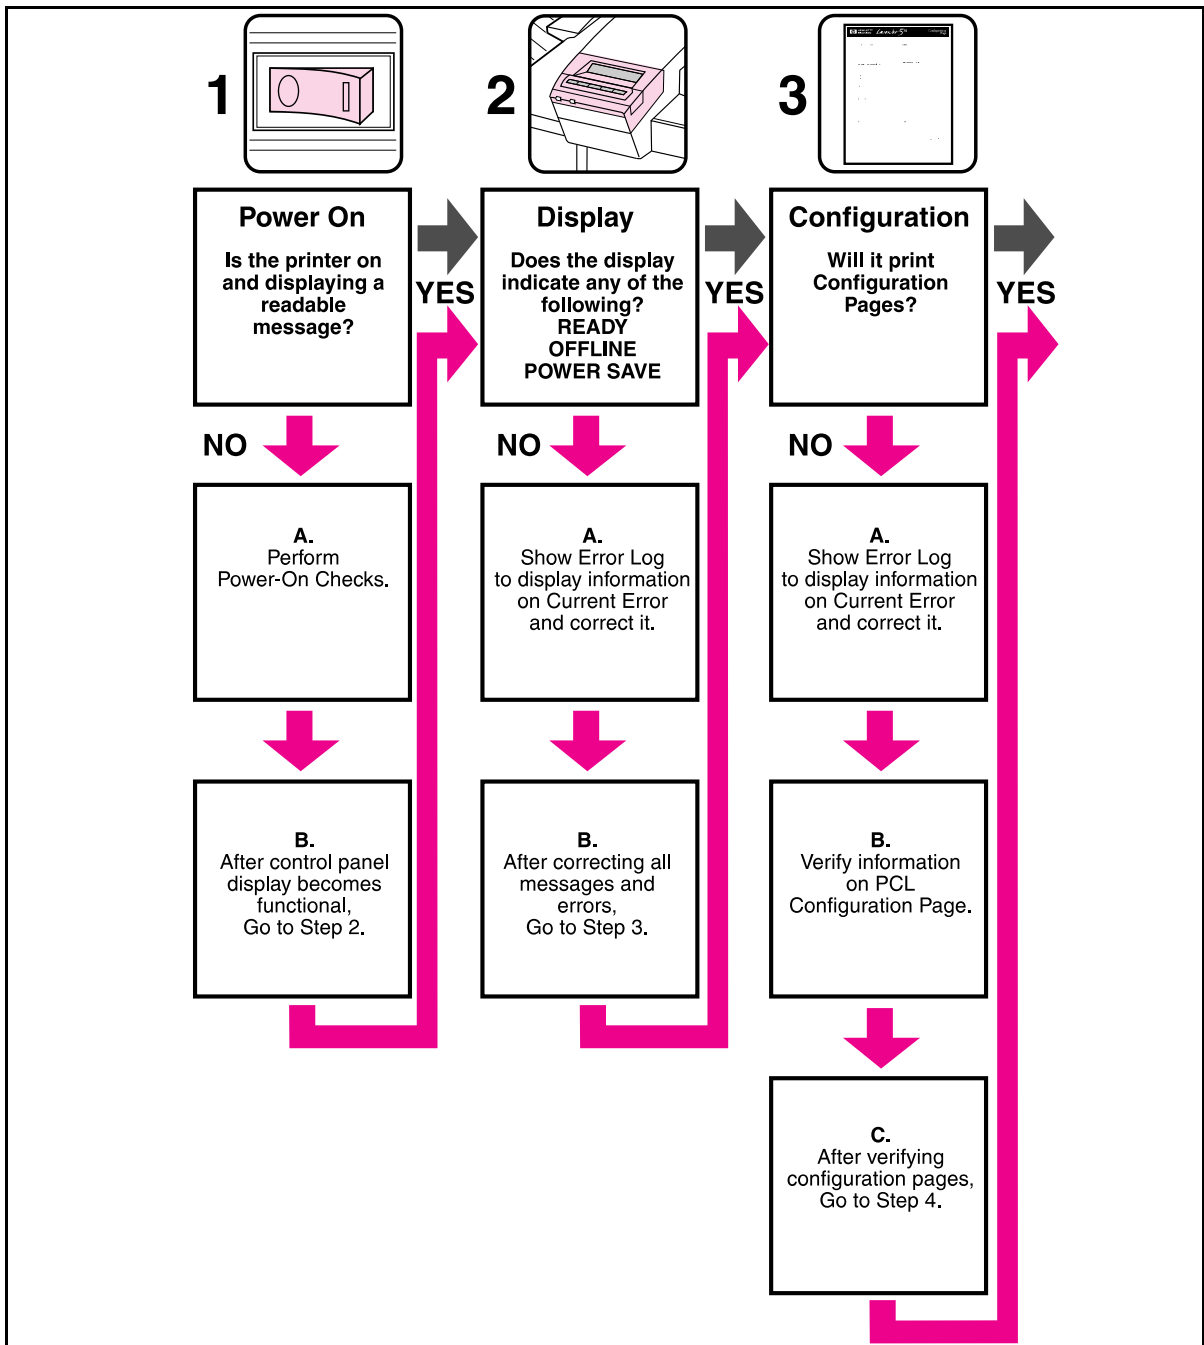 1
2
3
Power On
Is the printer on
and displaying a
readable
message?
YES
NO
A.
Perform
Power-On Checks.
B.
After control panel
display becomes
functional,
Go to Step 2.
Display
Does the display
indicate any of the
following?
READY
OFFLINE
POWER SAVE
YES
NO
A.
Show Error Log
to display information
on Current Error
and correct it.
B.
After correcting all
messages and
errors,
Go to Step 3.
Configuration
Will it print
Configuration
Pages?
YES
NO
A.
Show Error Log
to display information
on Current Error
and correct it.
B.
Verify information
on PCL
Configuration Page.
C.
After verifying
configuration pages,
Go to Step 4.